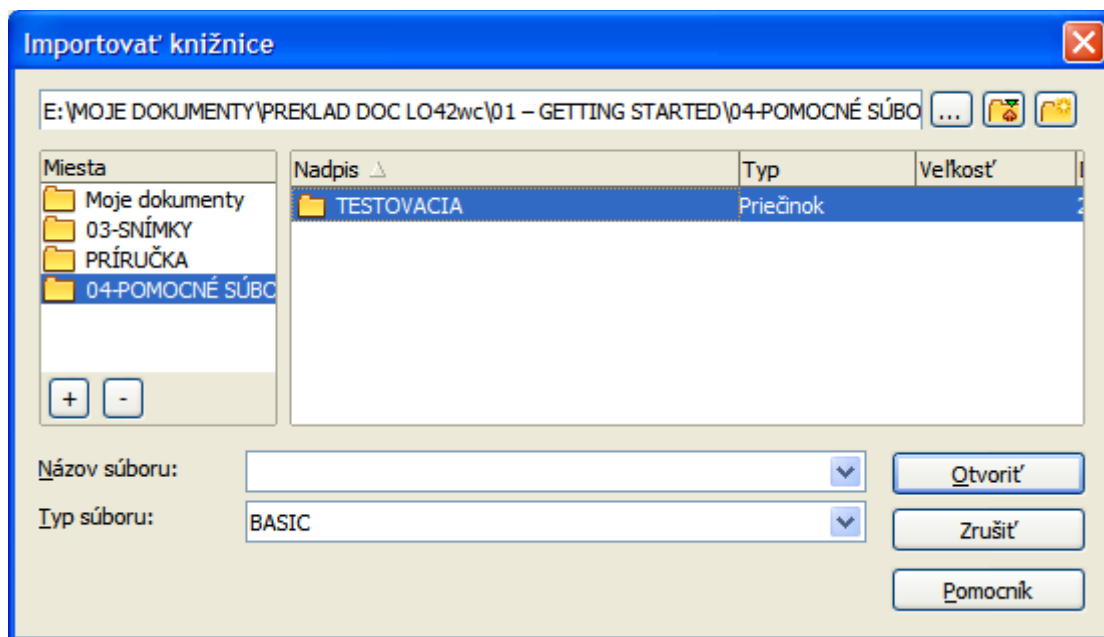 Importovať knižnice
E:\MOJE DOKUMENTY\PREKLAD DOC LO42wc\01 – GETTING STARTED\04-POMOCNÉ SÚBO
...
Miesta
Moje dokumenty
03-SNÍMKY
PRÍRUČKA
04-POMOCNÉ SÚBO
+ -
Nadpis Typ Veľkosť
TESTOVACIA Priečinok
Názov súboru:
Otvoriť
Typ súboru: BASIC
Zrušiť
Pomocník